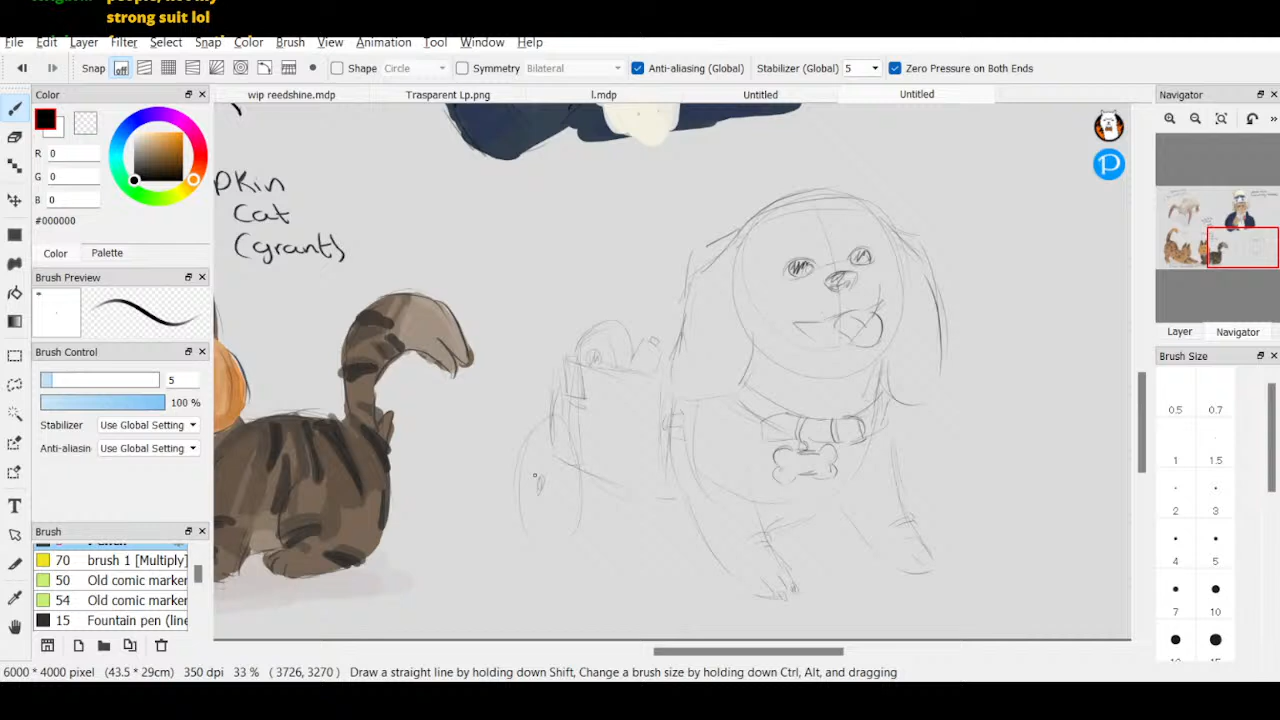 strong suit lol
File Edit Layer Filter Select Snap Color Brush View Animation Tool Window Help
Snap off Shape Circle Symmetry Bilateral Anti-aliasing (Global) Stabilizer (Global) 5 Zero Pressure on Both Ends
Color
wip reedshine.mdp Trasparent Lp.png l.mdp Untitled Untitled
Navigator
R 0
G 0
B 0
#000000
Color Palette
Brush Preview
Brush Control
5
100 %
Stabilizer Use Global Setting
Anti-aliasin Use Global Setting
Brush
70 brush 1 [Multiply]
50 Old comic marker
54 Old comic marker
15 Fountain pen (line
pkin
Cat
(grant)
P
Layer Navigator
Brush Size
0.5 0.7
1 1.5
2 3
4 5
7 10
6000 * 4000 pixel (43.5 * 29cm) 350 dpi 33 % ( 3726, 3270 ) Draw a straight line by holding down Shift, Change a brush size by holding down Ctrl, Alt, and dragging